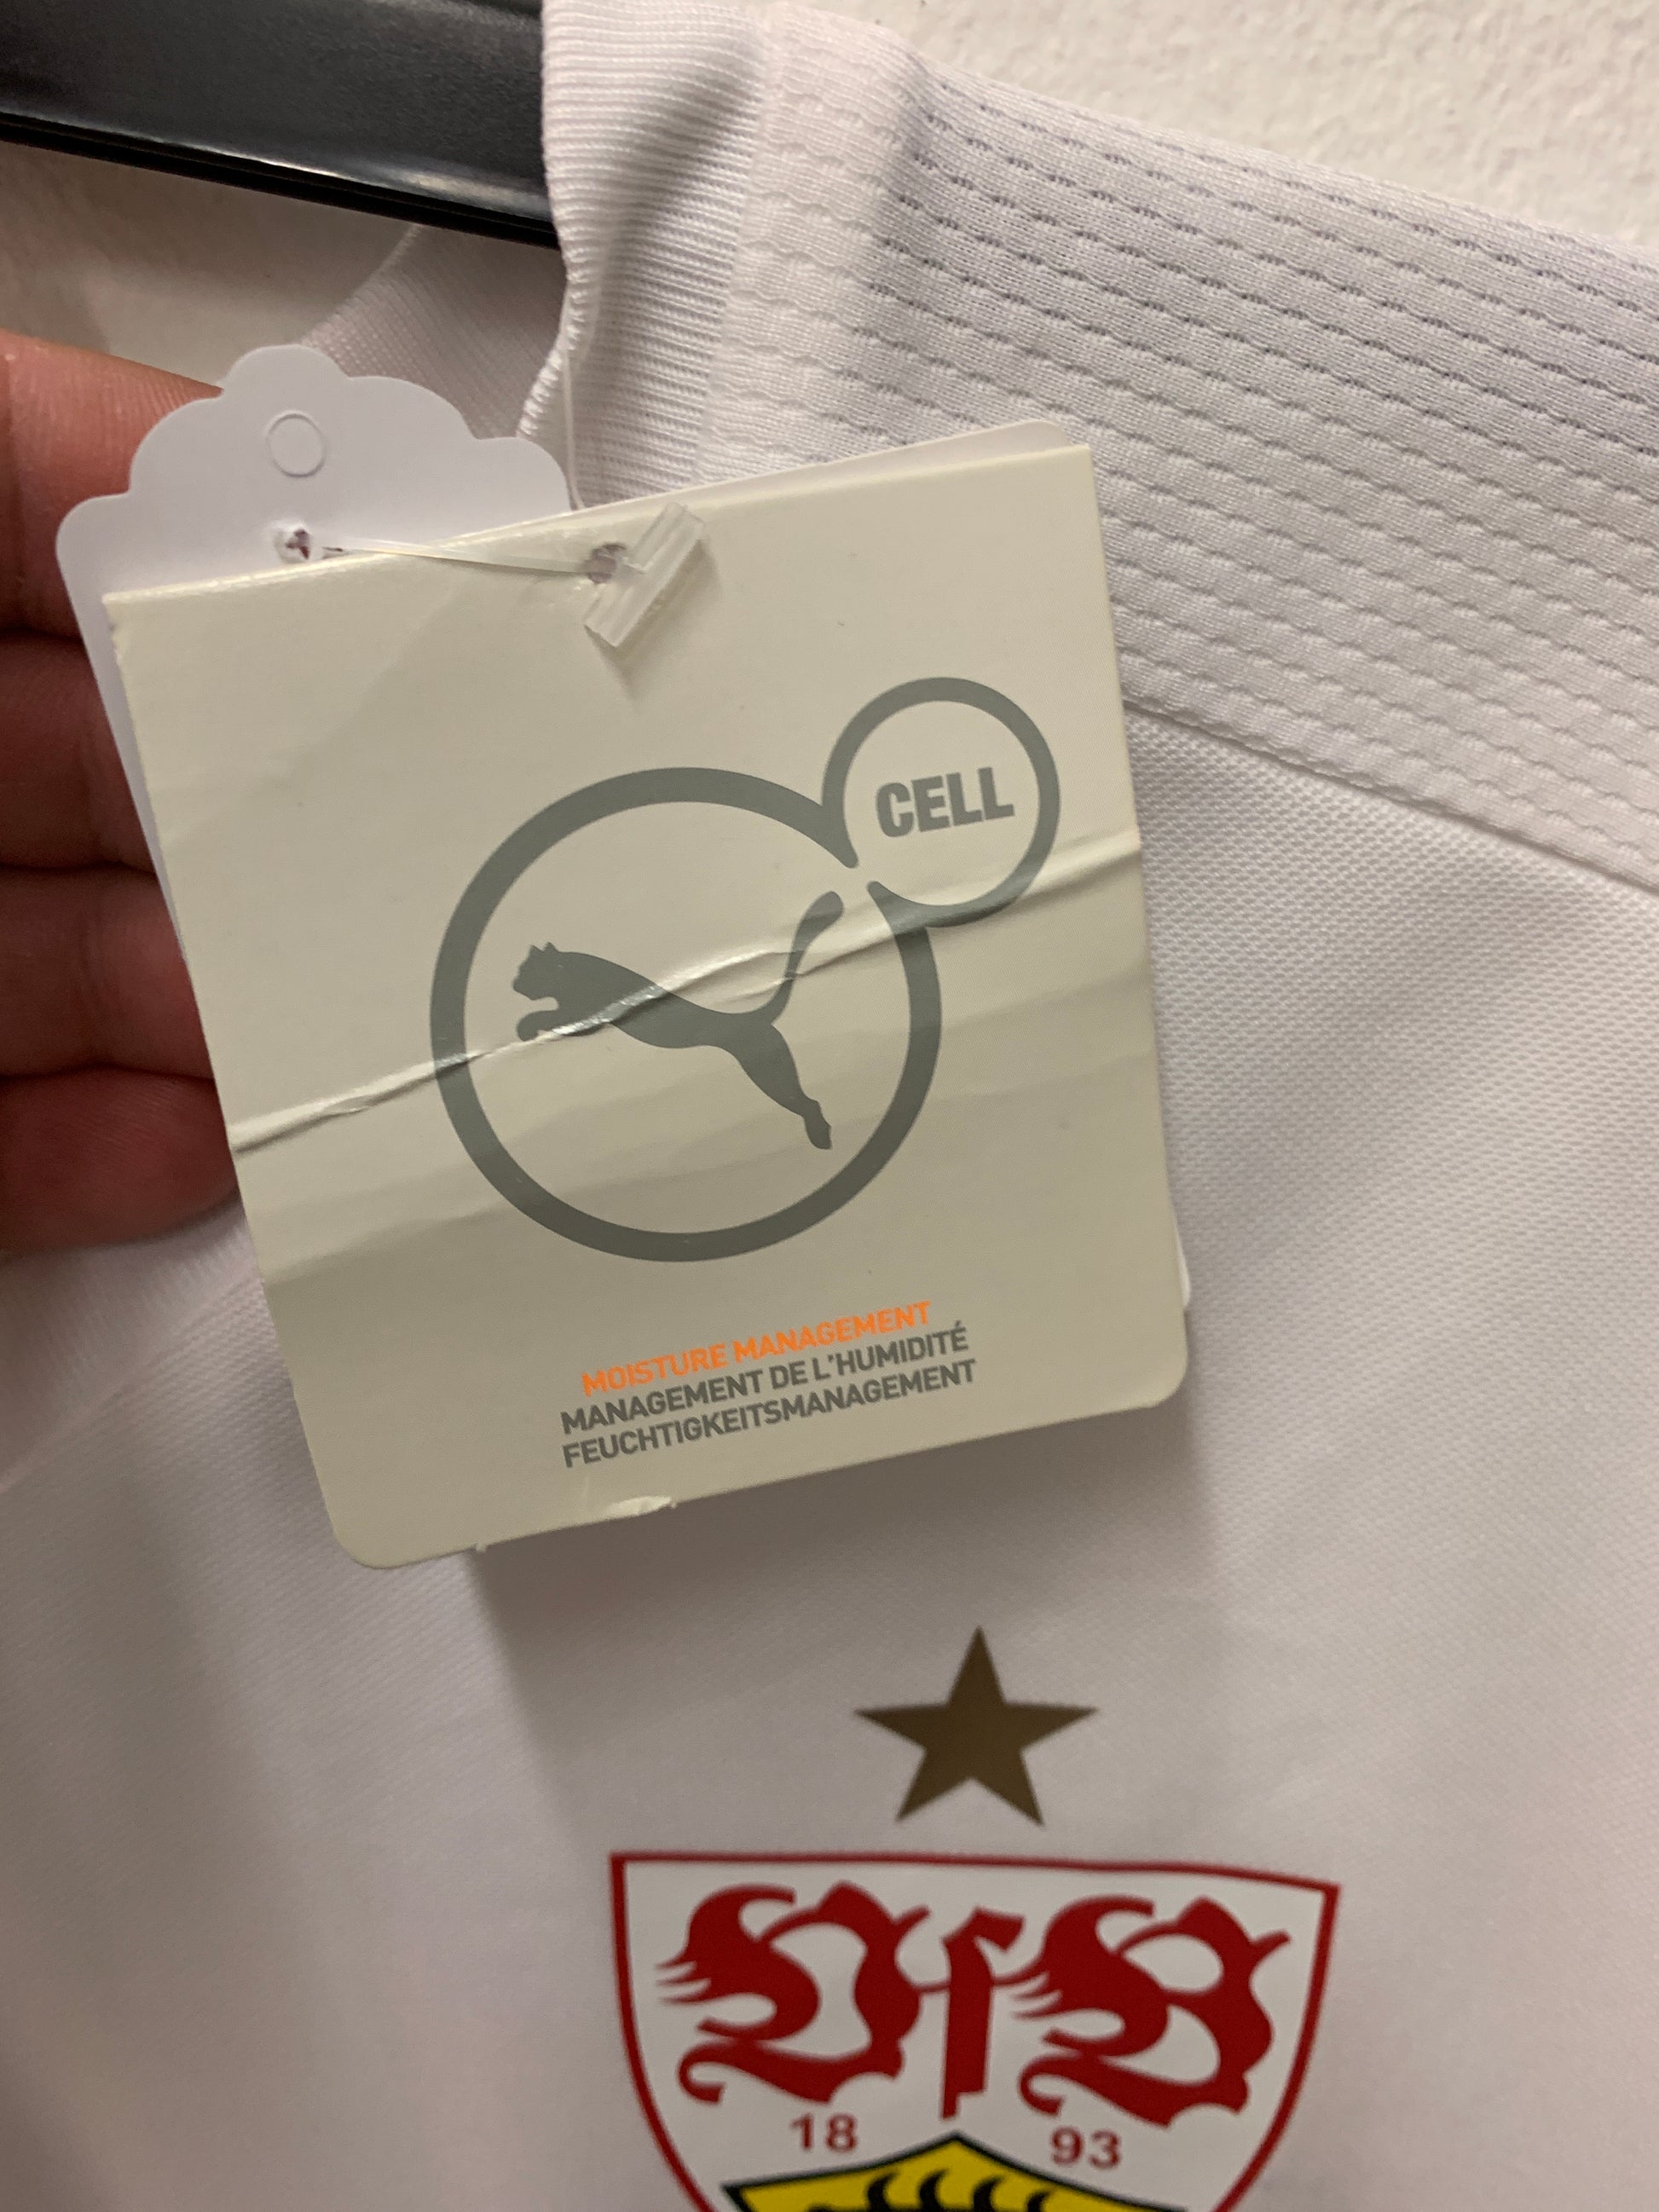 CELL
MOISTURE MANAGEMENT
MANAGEMENT DE L'HUMIDITÉ
FEUCHTIGKEITSMANAGEMENT
VfB
18 93